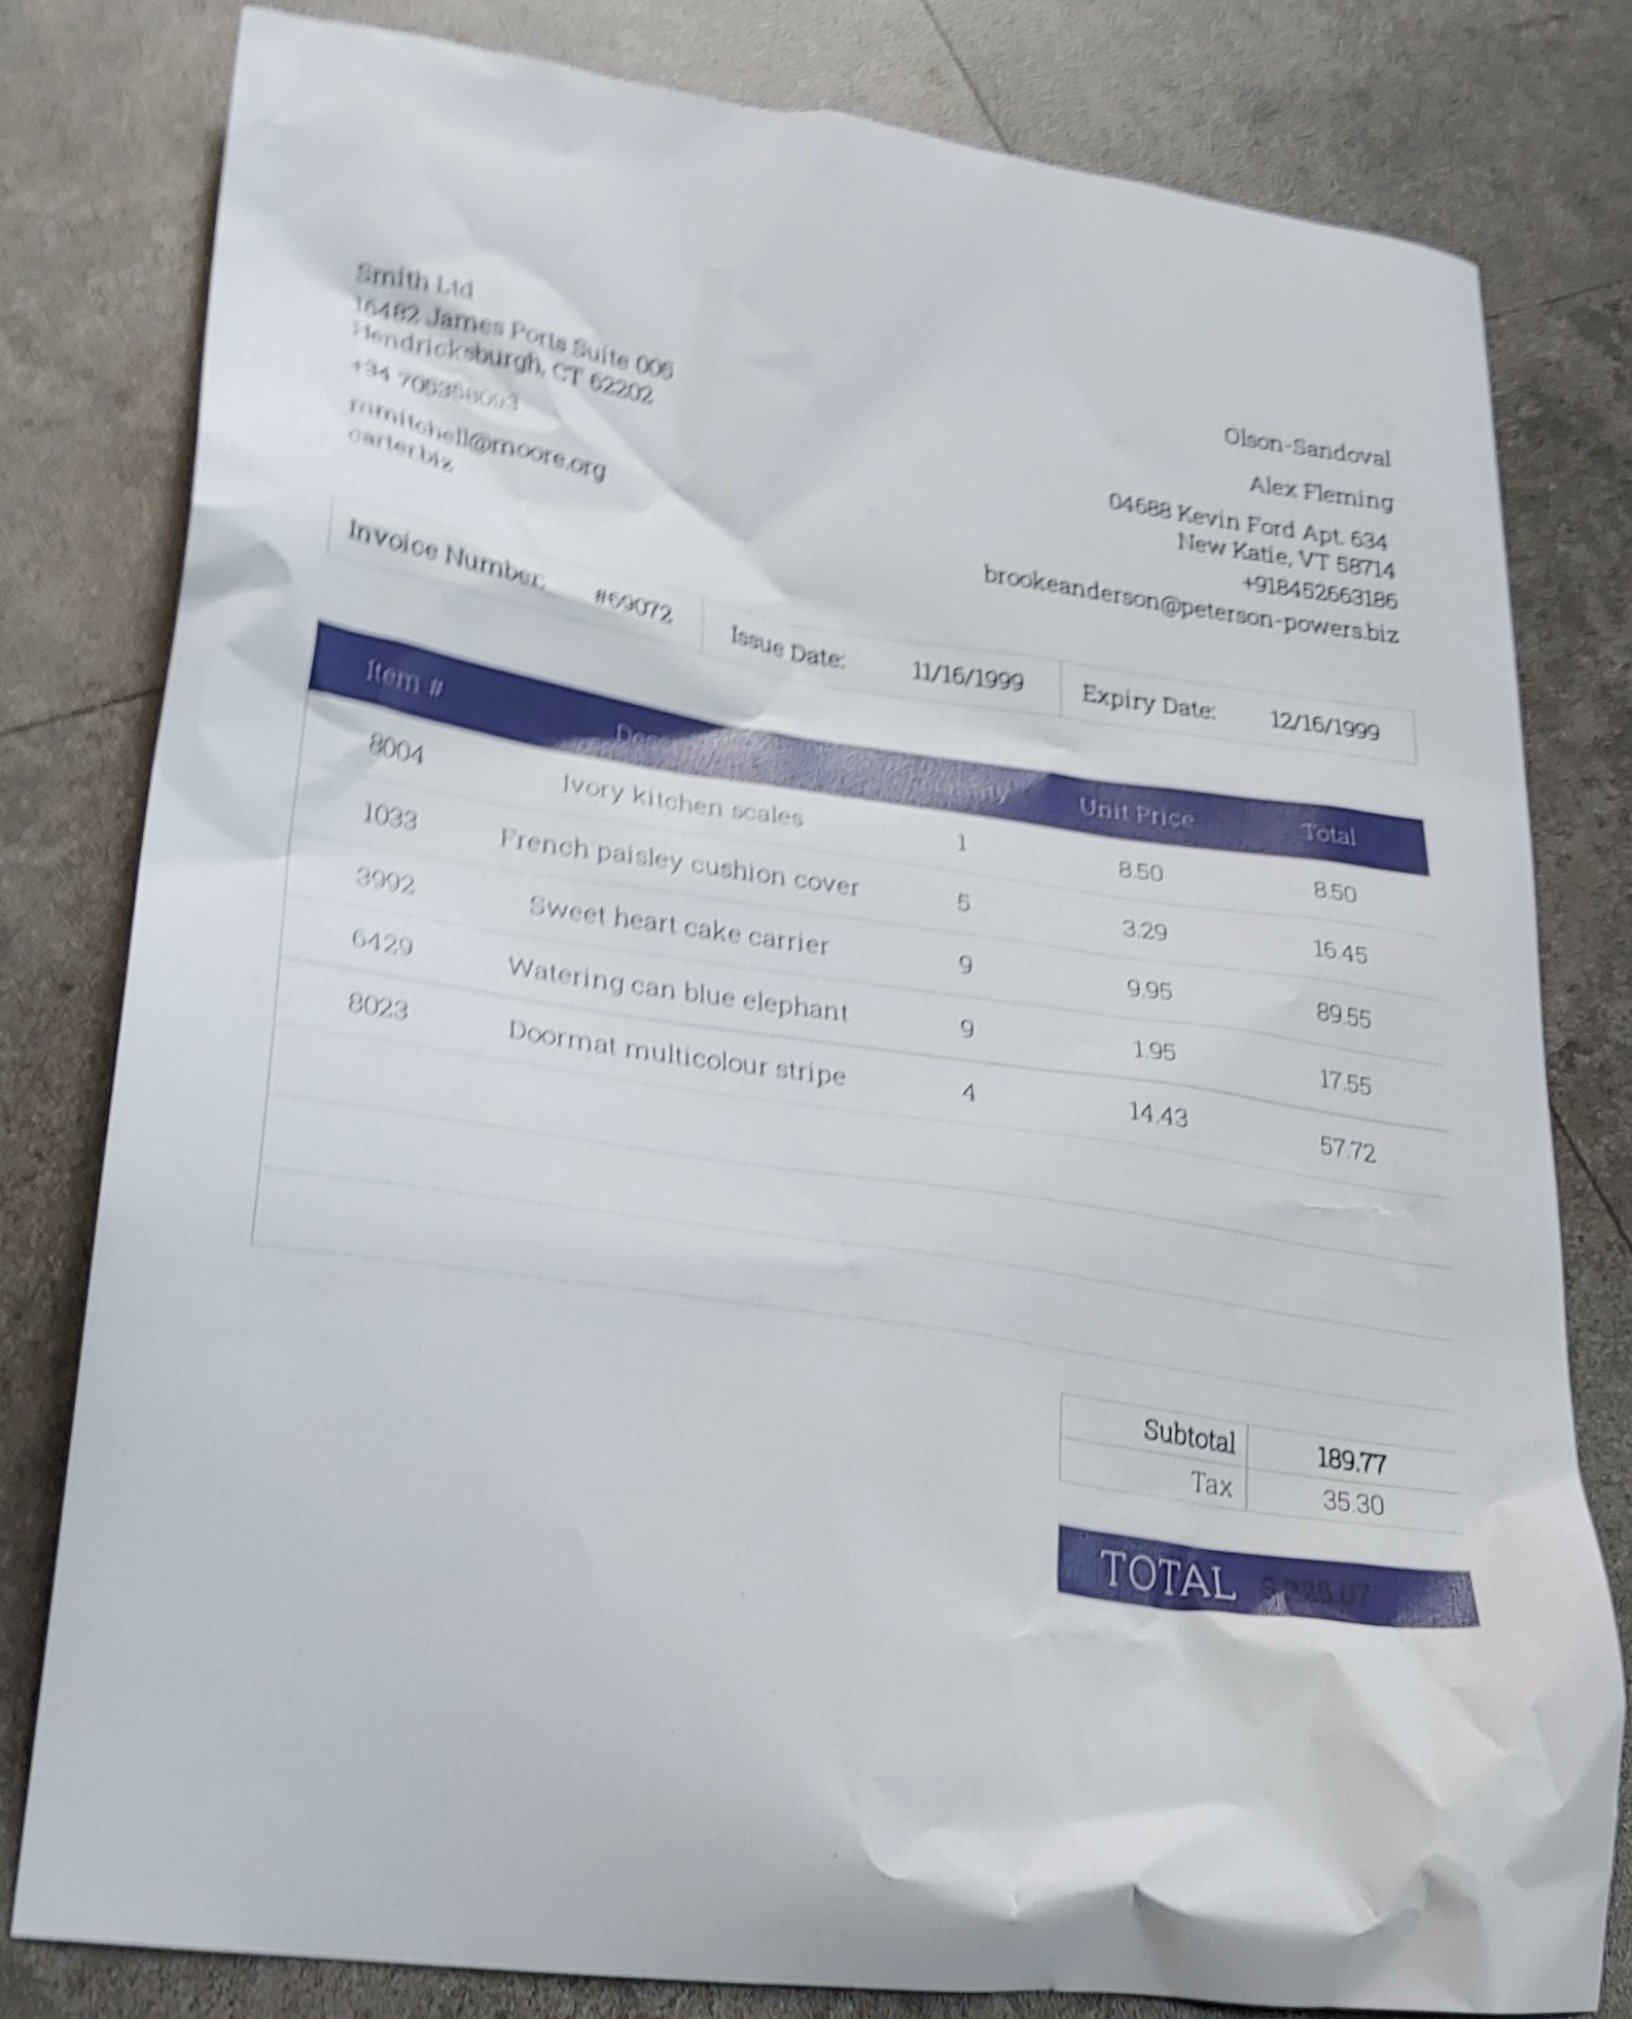 Smith Ltd
16482 James Ports Suite 005
Hendricksburgh, CT 62202
+34
mmitchell@moore.org
carter.biz
Olson-Sandoval
Alex Fleming
04688 Kevin Ford Apt. 634
New Katie, VT 58714
+918452663186
brookeanderson@peterson-powers.biz
Invoice Number: #69072 Issue Date: 11/16/1999 Expiry Date: 12/16/1999
Item # Unit Price Total
8004 Ivory kitchen scales 1 8.50 8.50
1033 French paisley cushion cover 5 3.29 16.45
3992 Sweet heart cake carrier 9 9.95 89.55
6429 Watering can blue elephant 9 1.95 17.55
8023 Doormat multicolour stripe 4 14.43 57.72
Subtotal 189.77
Tax 35.30
TOTAL $ 225.07